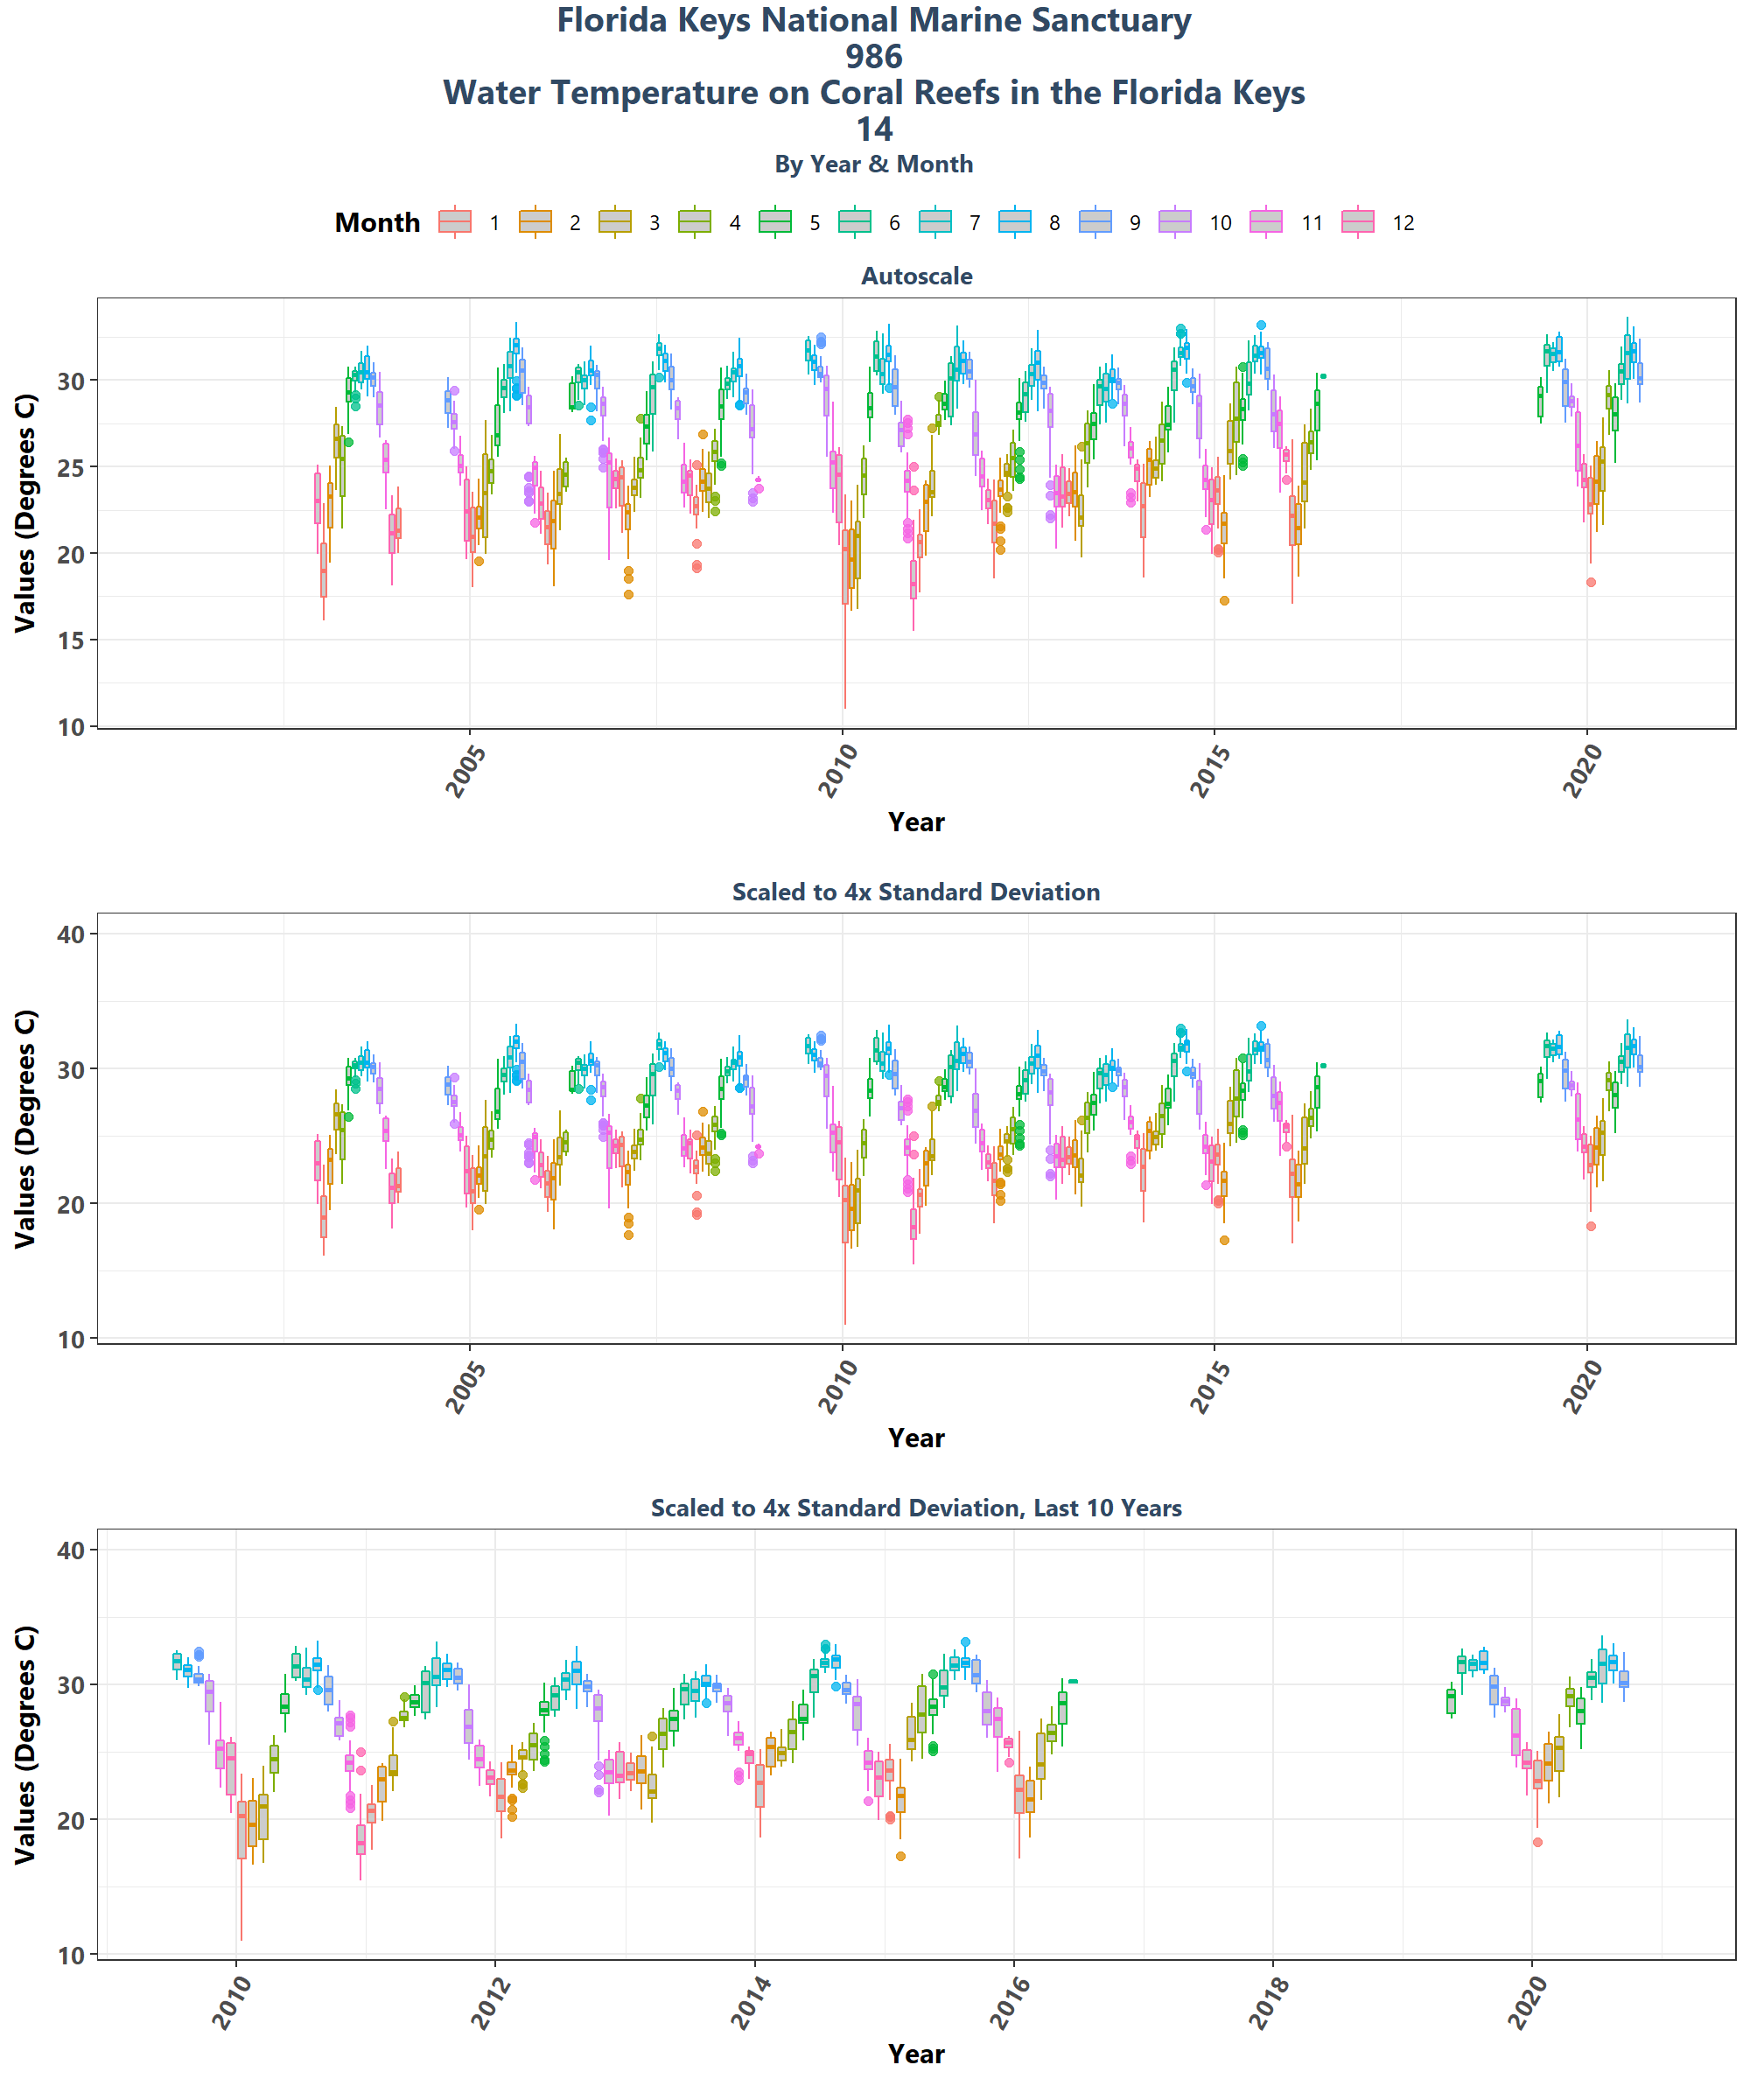 Florida Keys National Marine Sanctuary
986
Water Temperature on Coral Reefs in the Florida Keys
14
By Year & Month
Month 1 2 3 4 5 6 7 8 9 10 11 12
Autoscale
Values (Degrees C)
30
25
20
15
10
2005 2010 2015 2020
Year
Scaled to 4x Standard Deviation
Values (Degrees C)
40
30
20
10
2005 2010 2015 2020
Year
Scaled to 4x Standard Deviation, Last 10 Years
Values (Degrees C)
40
30
20
10
2010 2012 2014 2016 2018 2020
Year